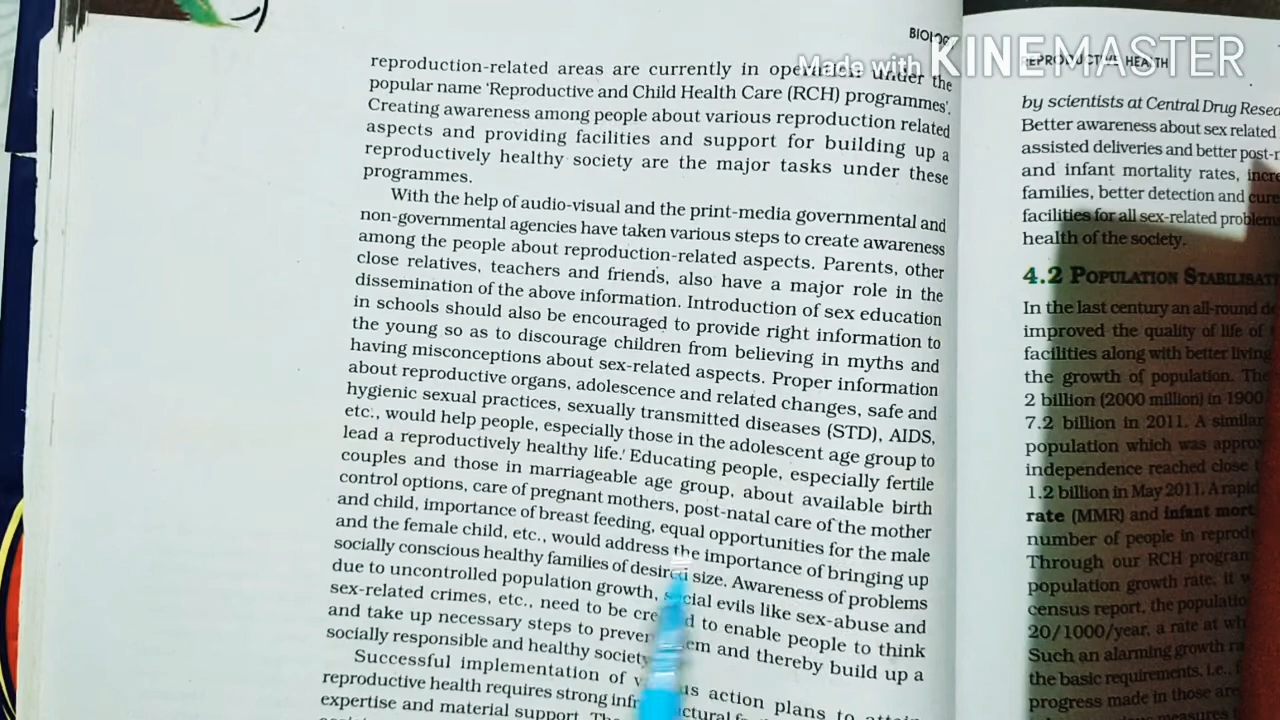 BIOLOG
Made with KINEMASTER
reproduction-related areas are currently in operation under the
popular name 'Reproductive and Child Health Care (RCH) programmes'.
Creating awareness among people about various reproduction related
aspects and providing facilities and support for building up a
reproductively healthy society are the major tasks under these
programmes.
With the help of audio-visual and the print-media governmental and
non-governmental agencies have taken various steps to create awareness
among the people about reproduction-related aspects. Parents, other
close relatives, teachers and friends, also have a major role in the
dissemination of the above information. Introduction of sex education
in schools should also be encouraged to provide right information to
the young so as to discourage children from believing in myths and
having misconceptions about sex-related aspects. Proper information
about reproductive organs, adolescence and related changes, safe and
hygienic sexual practices, sexually transmitted diseases (STD), AIDS,
etc., would help people, especially those in the adolescent age group to
lead a reproductively healthy life. Educating people, especially fertile
couples and those in marriageable age group, about available birth
control options, care of pregnant mothers, post-natal care of the mother
and child, importance of breast feeding, equal opportunities for the male
and the female child, etc., would address the importance of bringing up
socially conscious healthy families of desired size. Awareness of problems
due to uncontrolled population growth, social evils like sex-abuse and
sex-related crimes, etc., need to be cre d to enable people to think
and take up necessary steps to preven em and thereby build up a
socially responsible and healthy society
Successful implementation of v us action plans to attain
reproductive health requires strong infr uctural
expertise and material support.
REPRODUCTIVE HEALTH
by scientists at Central Drug Resea
Better awareness about sex related
assisted deliveries and better post-n
and infant mortality rates, incre
families, better detection and cure
facilities for all sex-related problem
health of the society.
4.2 POPULATION STABILISAT
In the last century an all-round de
improved the quality of life of
facilities along with better living
the growth of population. The
2 billion (2000 million) in 1900
7.2 billion in 2011. A similar
population which was approx
independence reached close
1.2 billion in May 2011. A rapid
rate (MMR) and infant mort
number of people in reprod
Through our RCH program
population growth rate, it w
census report, the populatio
20/1000/year, a rate at wh
Such an alarming growth ra
the basic requirements, i.e.,
progress made in those are
measures